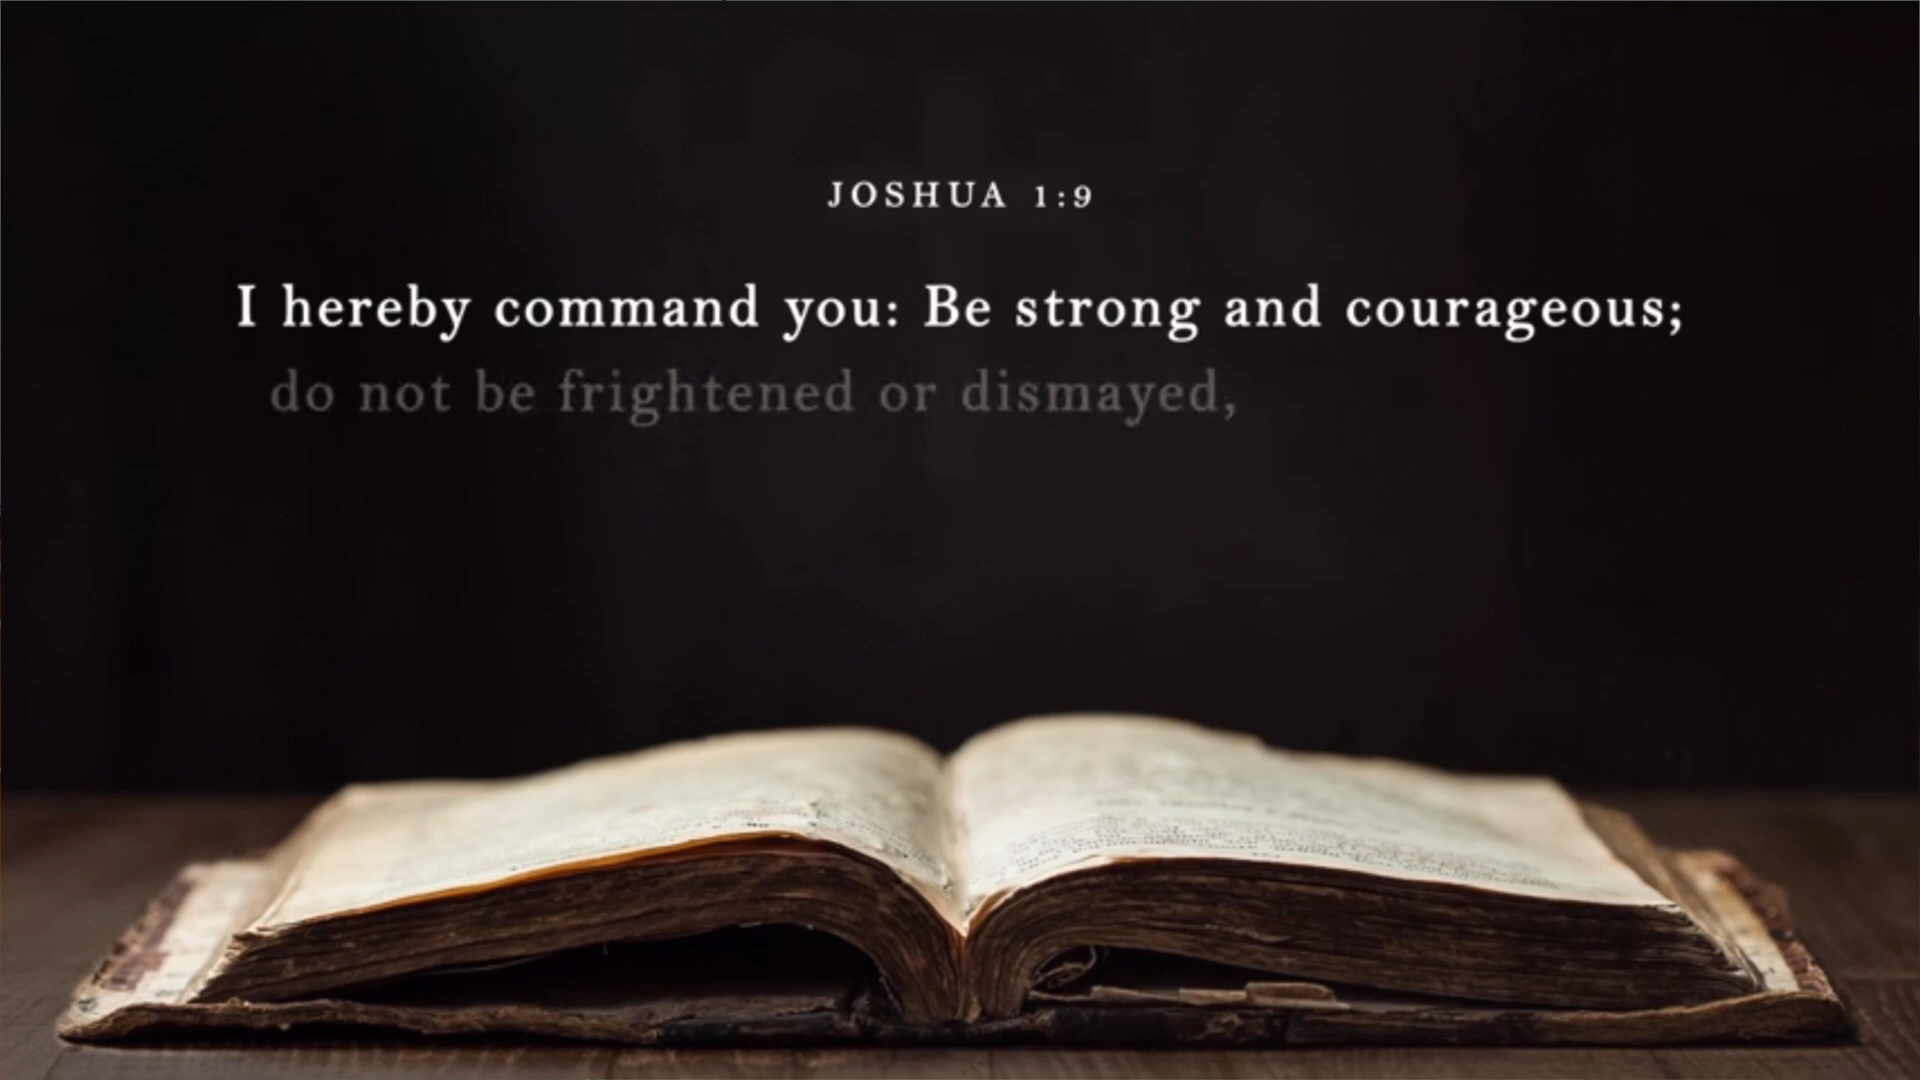 JOSHUA 1:9
I hereby command you: Be strong and courageous;
do not be frightened or dismayed,